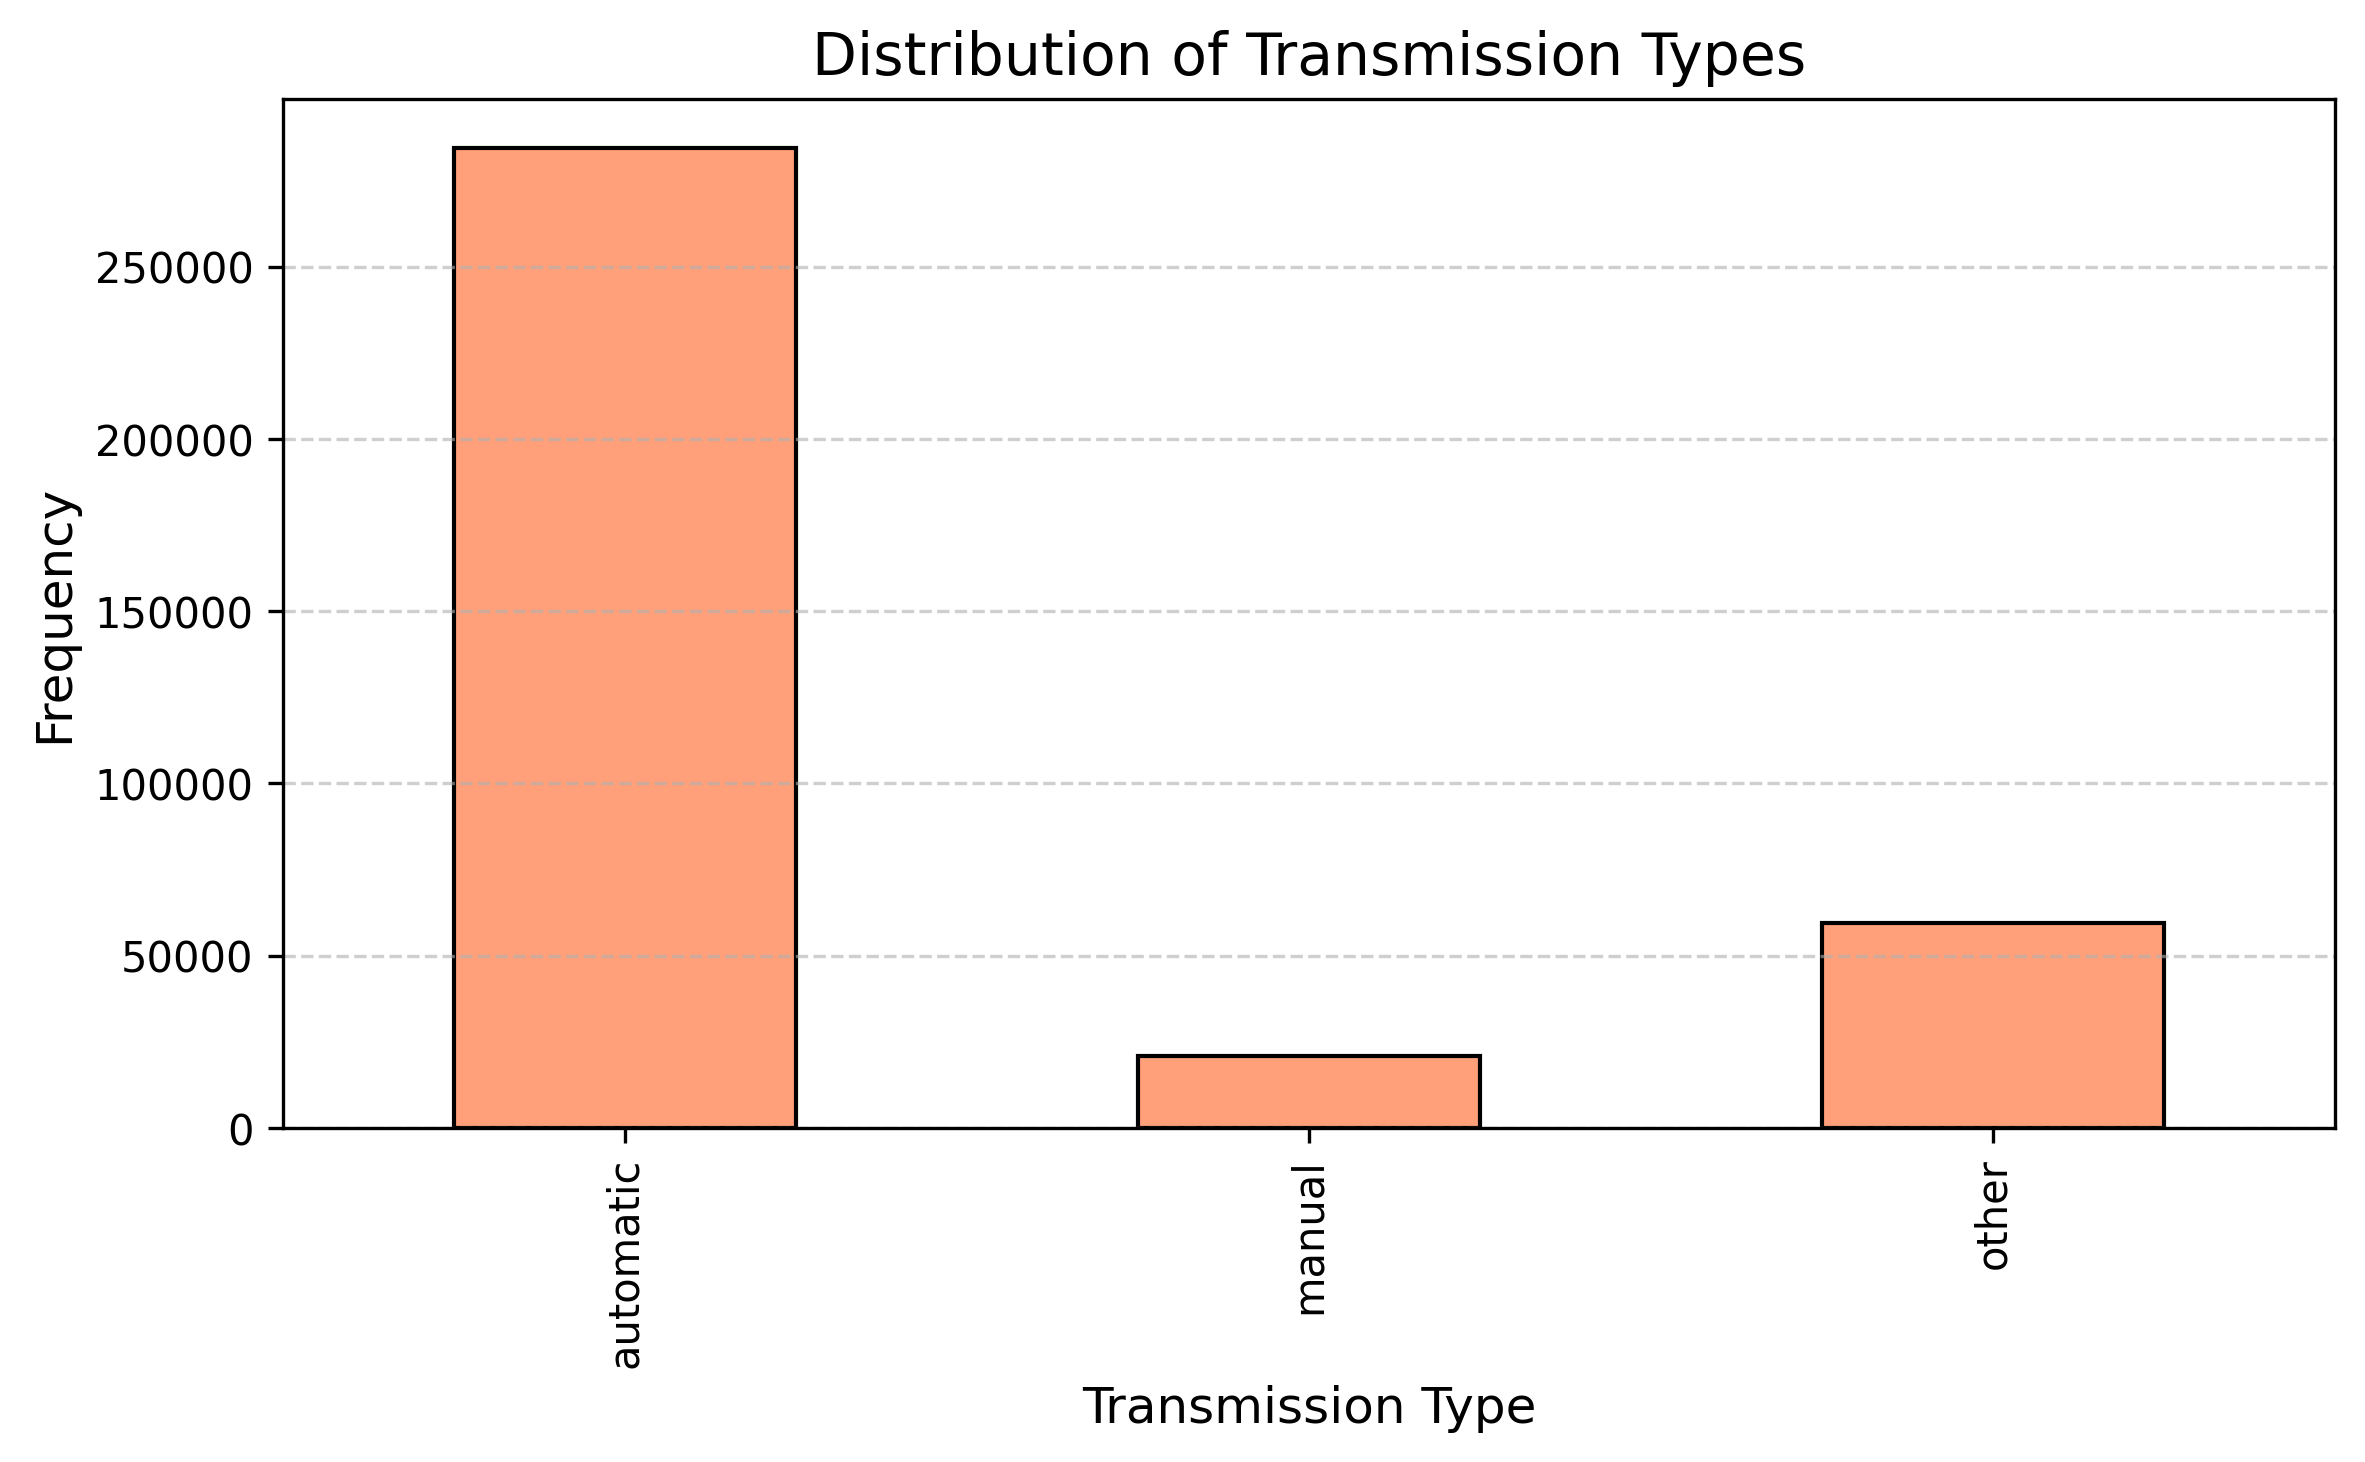 Distribution of Transmission Types
Frequency
250000
200000
150000
100000
50000
0
automatic
manual
other
Transmission Type